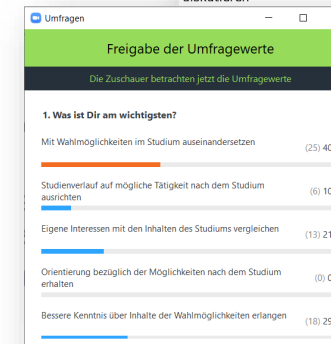 Umfragen
Freigabe der Umfragewerte
Die Zuschauer betrachten jetzt die Umfragewerte
1. Was ist Dir am wichtigsten?
Mit Wahlmöglichkeiten im Studium auseinandersetzen
(25) 40
Studienverlauf auf mögliche Tätigkeit nach dem Studium
ausrichten
(6) 10
Eigene Interessen mit den Inhalten des Studiums vergleichen
(13) 21
Orientierung bezüglich der Möglichkeiten nach dem Studium
erhalten
(0) 0
Bessere Kenntnis über Inhalte der Wahlmöglichkeiten erlangen
(18) 29